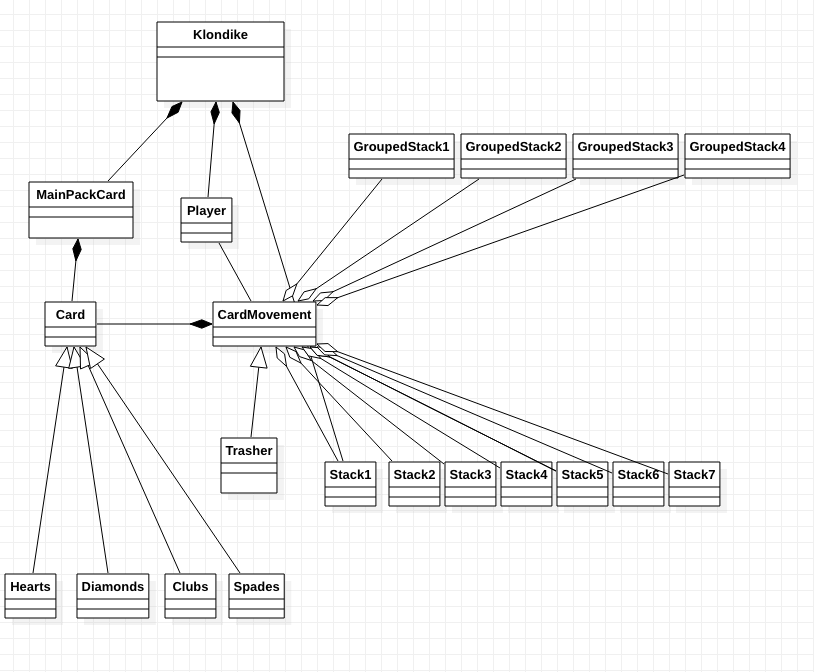 Klondike
GroupedStack1
GroupedStack2
GroupedStack3
GroupedStack4
MainPackCard
Player
Card
CardMovement
Trasher
Stack1
Stack2
Stack3
Stack4
Stack5
Stack6
Stack7
Hearts
Diamonds
Clubs
Spades